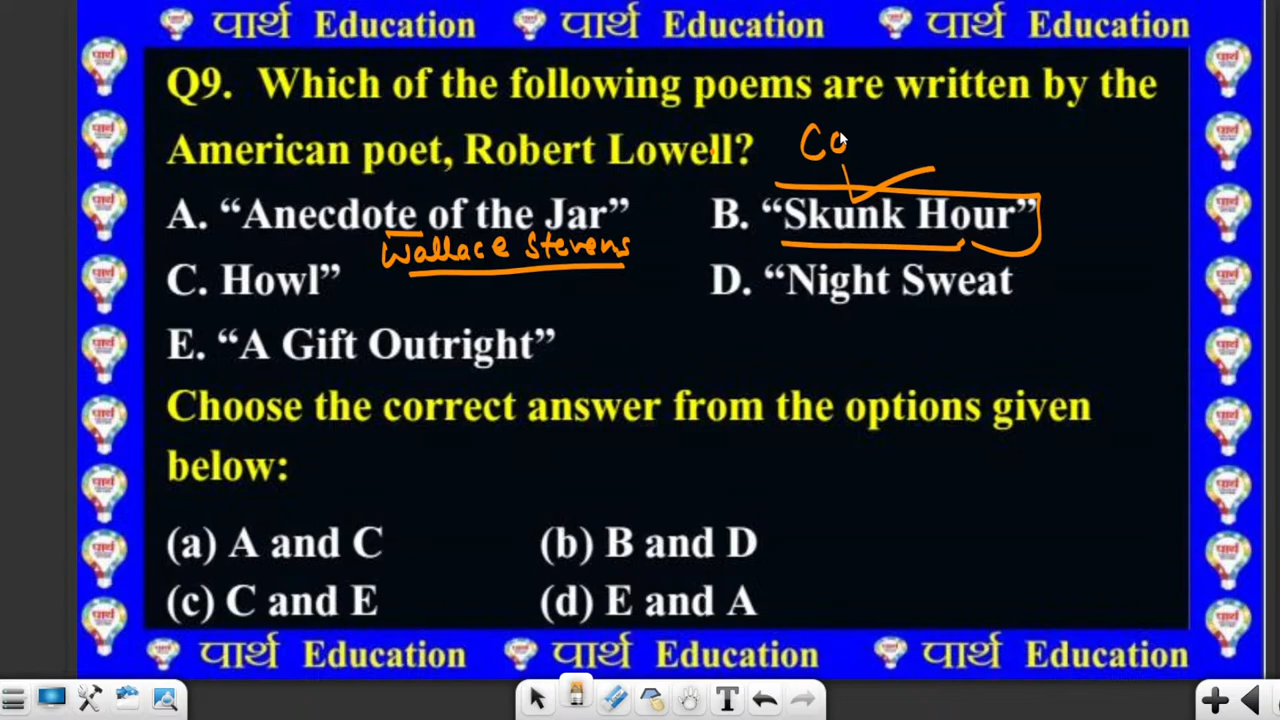 पार्थ Education पार्थ Education पार्थ Education
Q9. Which of the following poems are written by the
American poet, Robert Lowell?
Co
A. “Anecdote of the Jar” B. “Skunk Hour”
Wallace Stevens
C. Howl” D. “Night Sweat
E. “A Gift Outright”
Choose the correct answer from the options given
below:
(a) A and C (b) B and D
(c) C and E (d) E and A
पार्थ Education पार्थ Education पार्थ Education